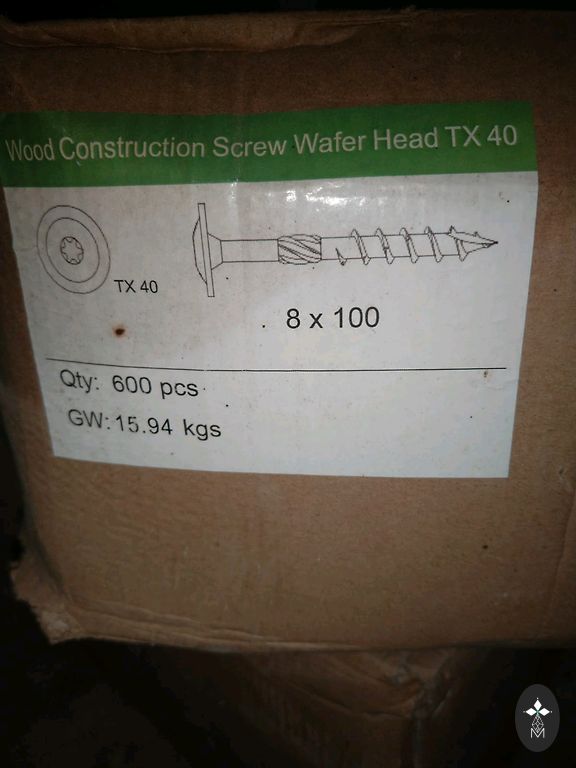 Wood Construction Screw Wafer Head TX 40
TX 40
8 x 100
Qty: 600 pcs
GW: 15.94 kgs
M